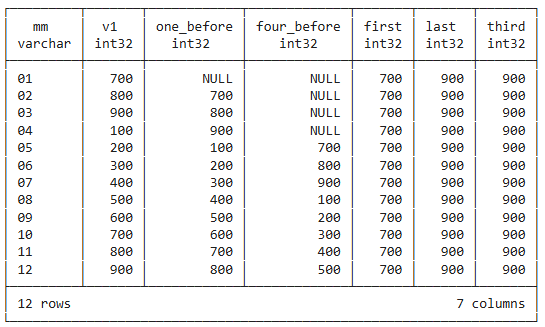 mm v1 one_before four_before first last third
varchar int32 int32 int32 int32 int32 int32
01 700 NULL NULL 700 900 900
02 800 700 NULL 700 900 900
03 900 800 NULL 700 900 900
04 100 900 NULL 700 900 900
05 200 100 700 700 900 900
06 300 200 800 700 900 900
07 400 300 900 700 900 900
08 500 400 100 700 900 900
09 600 500 200 700 900 900
10 700 600 300 700 900 900
11 800 700 400 700 900 900
12 900 800 500 700 900 900
12 rows 7 columns